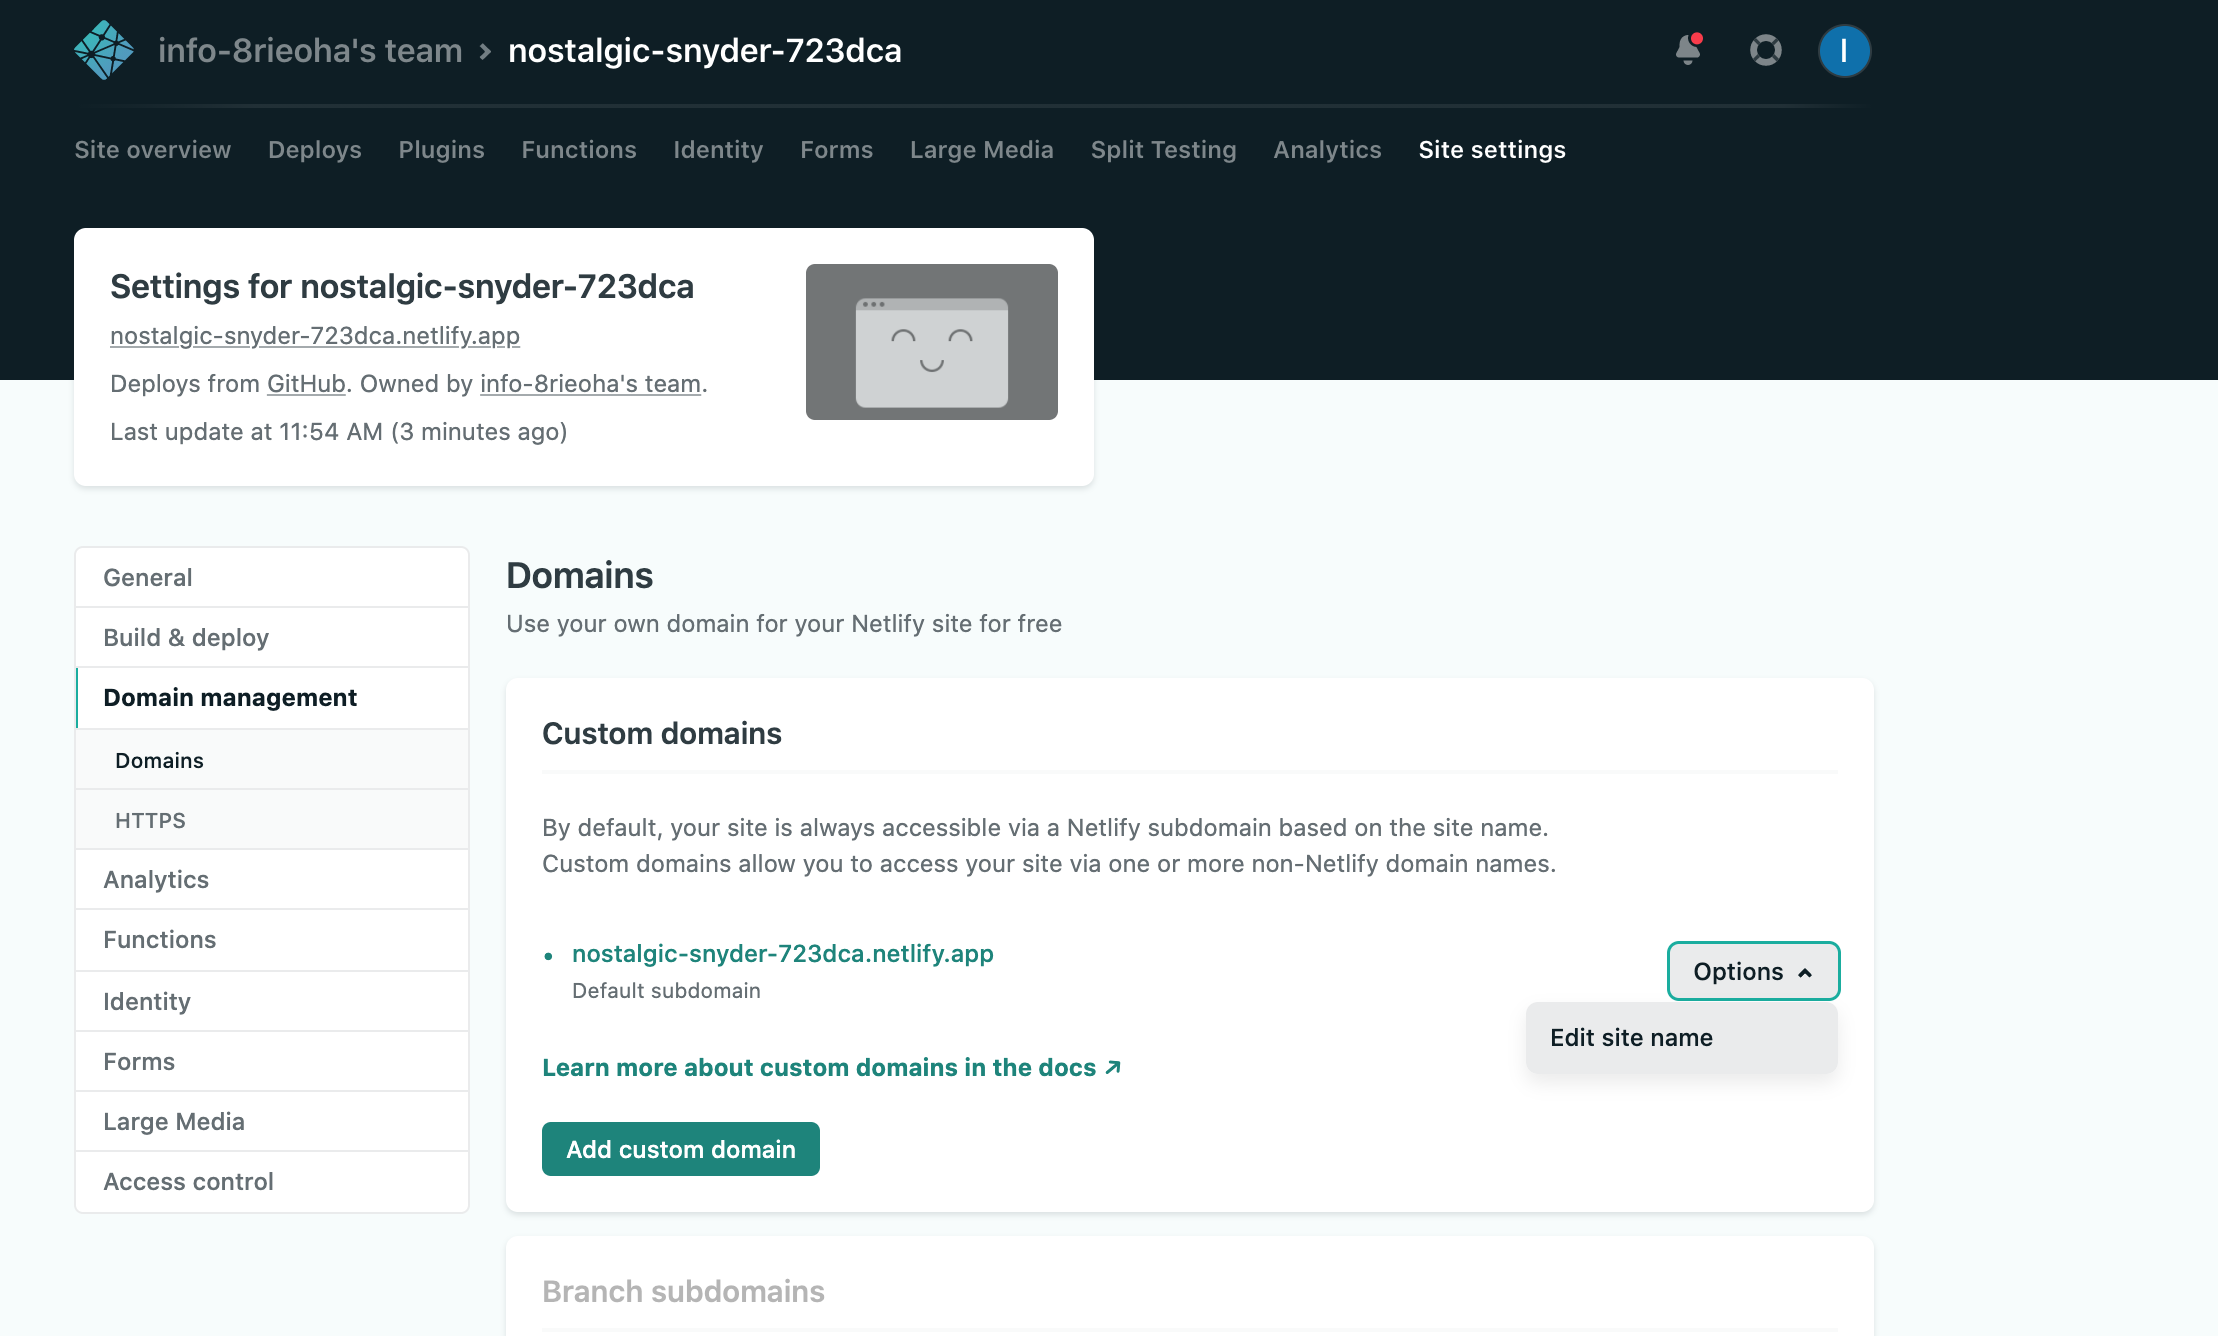 info-8rieoha's team > nostalgic-snyder-723dca
I
Site overview Deploys Plugins Functions Identity Forms Large Media Split Testing Analytics Site settings
Settings for nostalgic-snyder-723dca
nostalgic-snyder-723dca.netlify.app
Deploys from GitHub. Owned by info-8rieoha's team.
Last update at 11:54 AM (3 minutes ago)
General
Build & deploy
Domain management
Domains
HTTPS
Analytics
Functions
Identity
Forms
Large Media
Access control
Domains
Use your own domain for your Netlify site for free
Custom domains
By default, your site is always accessible via a Netlify subdomain based on the site name.
Custom domains allow you to access your site via one or more non-Netlify domain names.
• nostalgic-snyder-723dca.netlify.app
Default subdomain
Options
Edit site name
Learn more about custom domains in the docs ↗
Add custom domain
Branch subdomains